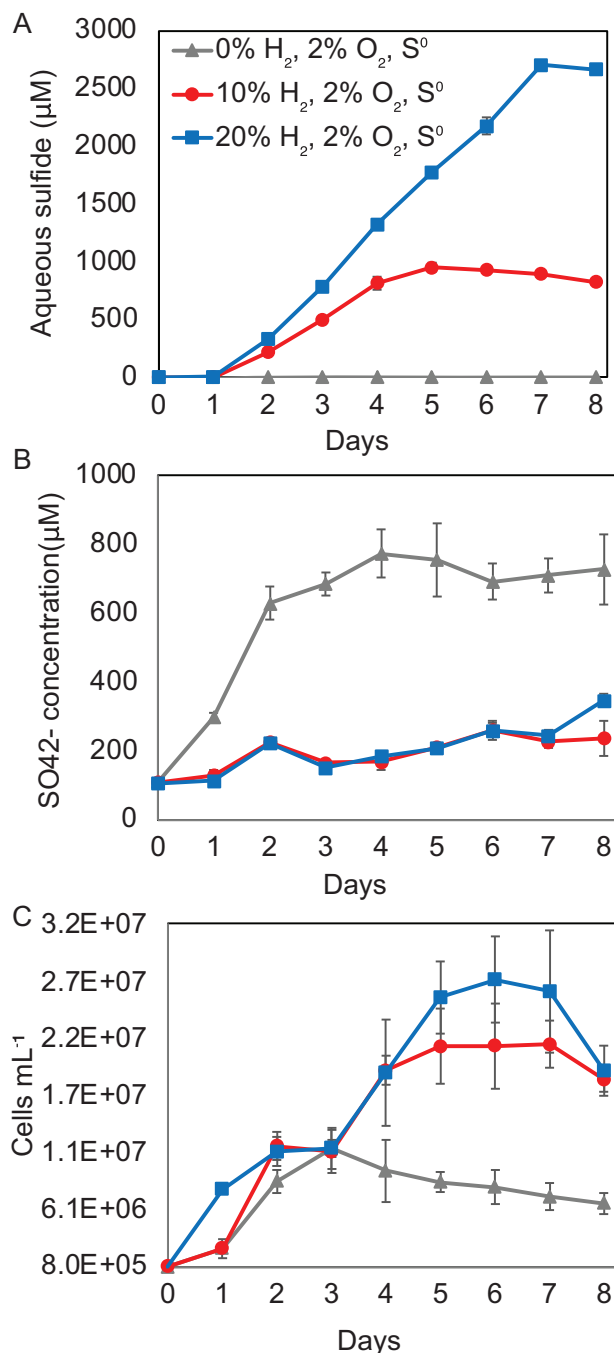 A
3000
2500
2000
1500
1000
500
0
Aqueous sulfide (µM)
0% H₂, 2% O₂, S⁰
10% H₂, 2% O₂, S⁰
20% H₂, 2% O₂, S⁰
0 1 2 3 4 5 6 7 8
Days
B
1000
800
600
400
200
0
SO42- concentration(µM)
0 1 2 3 4 5 6 7 8
Days
C
3.2E+07
2.7E+07
2.2E+07
1.7E+07
1.1E+07
6.1E+06
8.0E+05
Cells mL⁻¹
0 1 2 3 4 5 6 7 8
Days